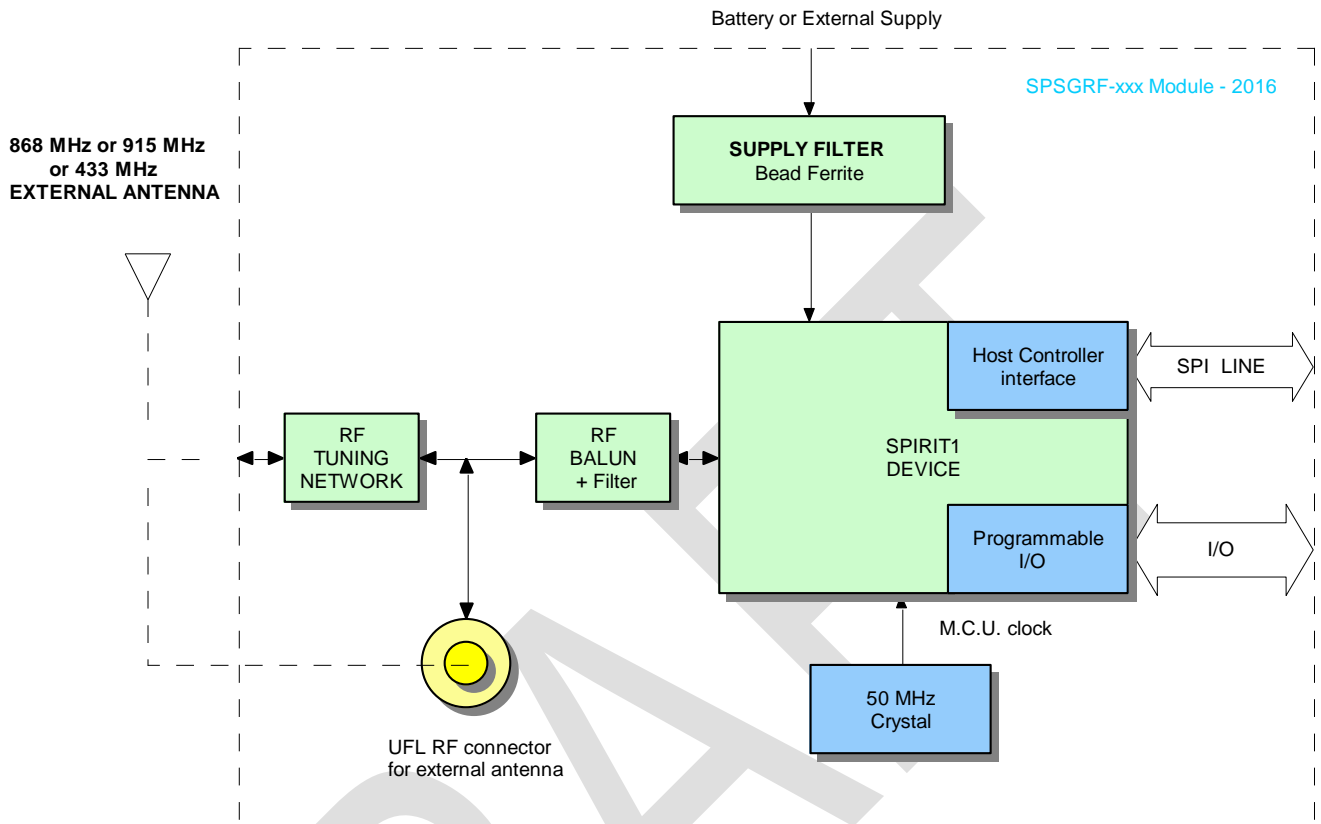 Battery or External Supply
SPSGRF-xxx Module - 2016
868 MHz or 915 MHz
or 433 MHz
EXTERNAL ANTENNA
SUPPLY FILTER
Bead Ferrite
Host Controller
interface
SPI LINE
RF
TUNING
NETWORK
RF
BALUN
+ Filter
SPIRIT1
DEVICE
Programmable
I/O
I/O
M.C.U. clock
50 MHz
Crystal
UFL RF connector
for external antenna